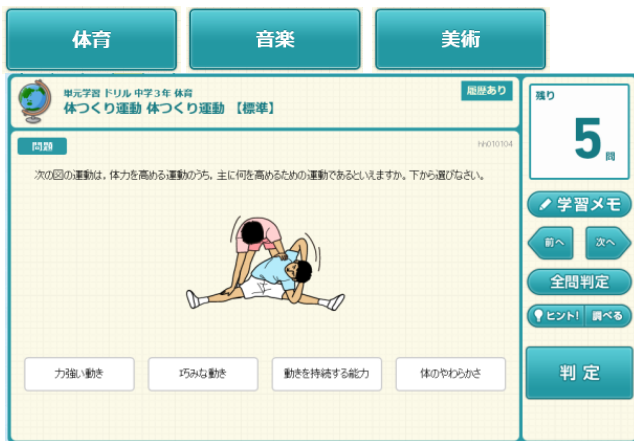 体育
音楽
美術
単元学習 ドリル 中学3年 体育
体つくり運動 体つくり運動 【標準】
履歴あり
残り
5問
問題
hh010104
次の図の運動は，体力を高める運動のうち，主に何を高めるための運動であるといえますか。下から選びなさい。
学習メモ
前へ
次へ
全問判定
ヒント！ 調べる
力強い動き
巧みな動き
動きを持続する能力
体のやわらかさ
判定